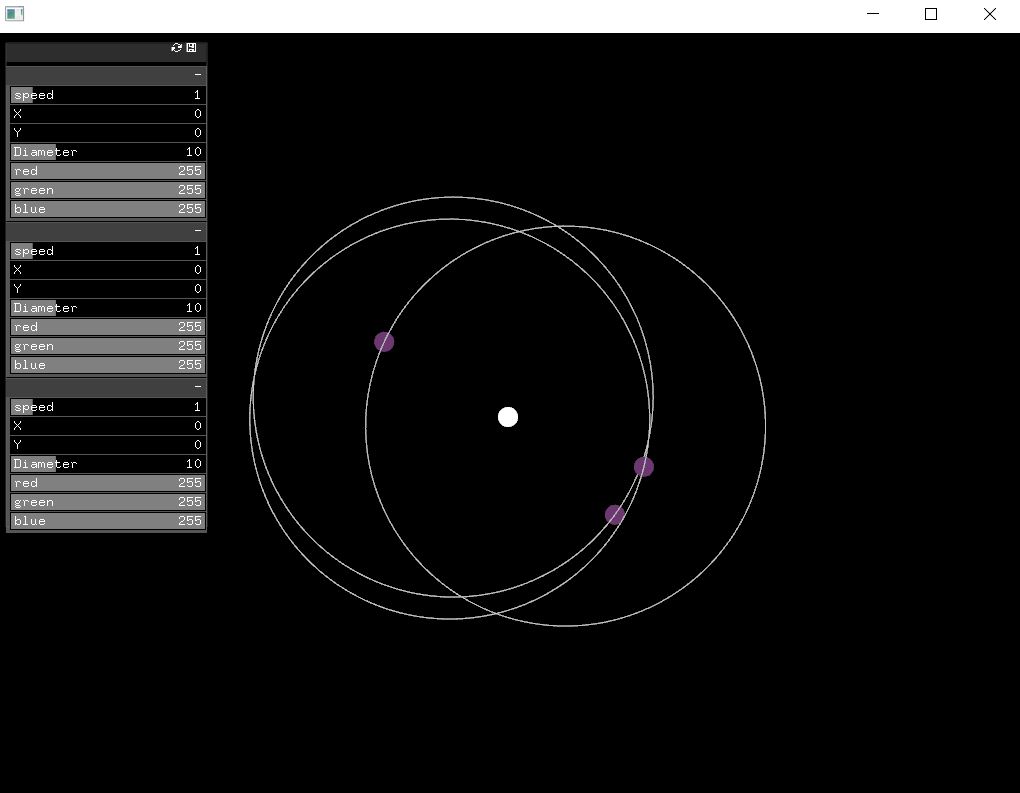 -
speed 1
X 0
Y 0
Diameter 10
red 255
green 255
blue 255
-
speed 1
X 0
Y 0
Diameter 10
red 255
green 255
blue 255
-
speed 1
X 0
Y 0
Diameter 10
red 255
green 255
blue 255